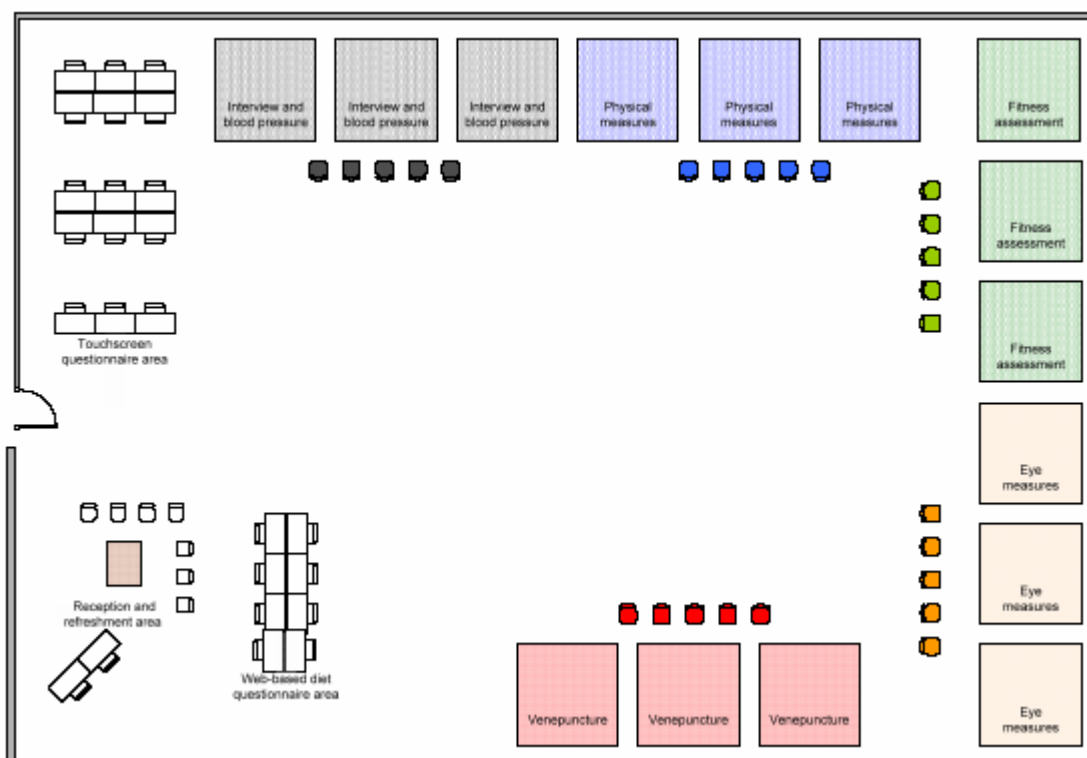 Interview and
blood pressure
Interview and
blood pressure
Interview and
blood pressure
Physical
measures
Physical
measures
Physical
measures
Fitness
assessment
Fitness
assessment
Fitness
assessment
Touchscreen
questionnaire area
Eye
measures
Eye
measures
Eye
measures
Reception and
refreshment area
Web-based diet
questionnaire area
Venepuncture
Venepuncture
Venepuncture